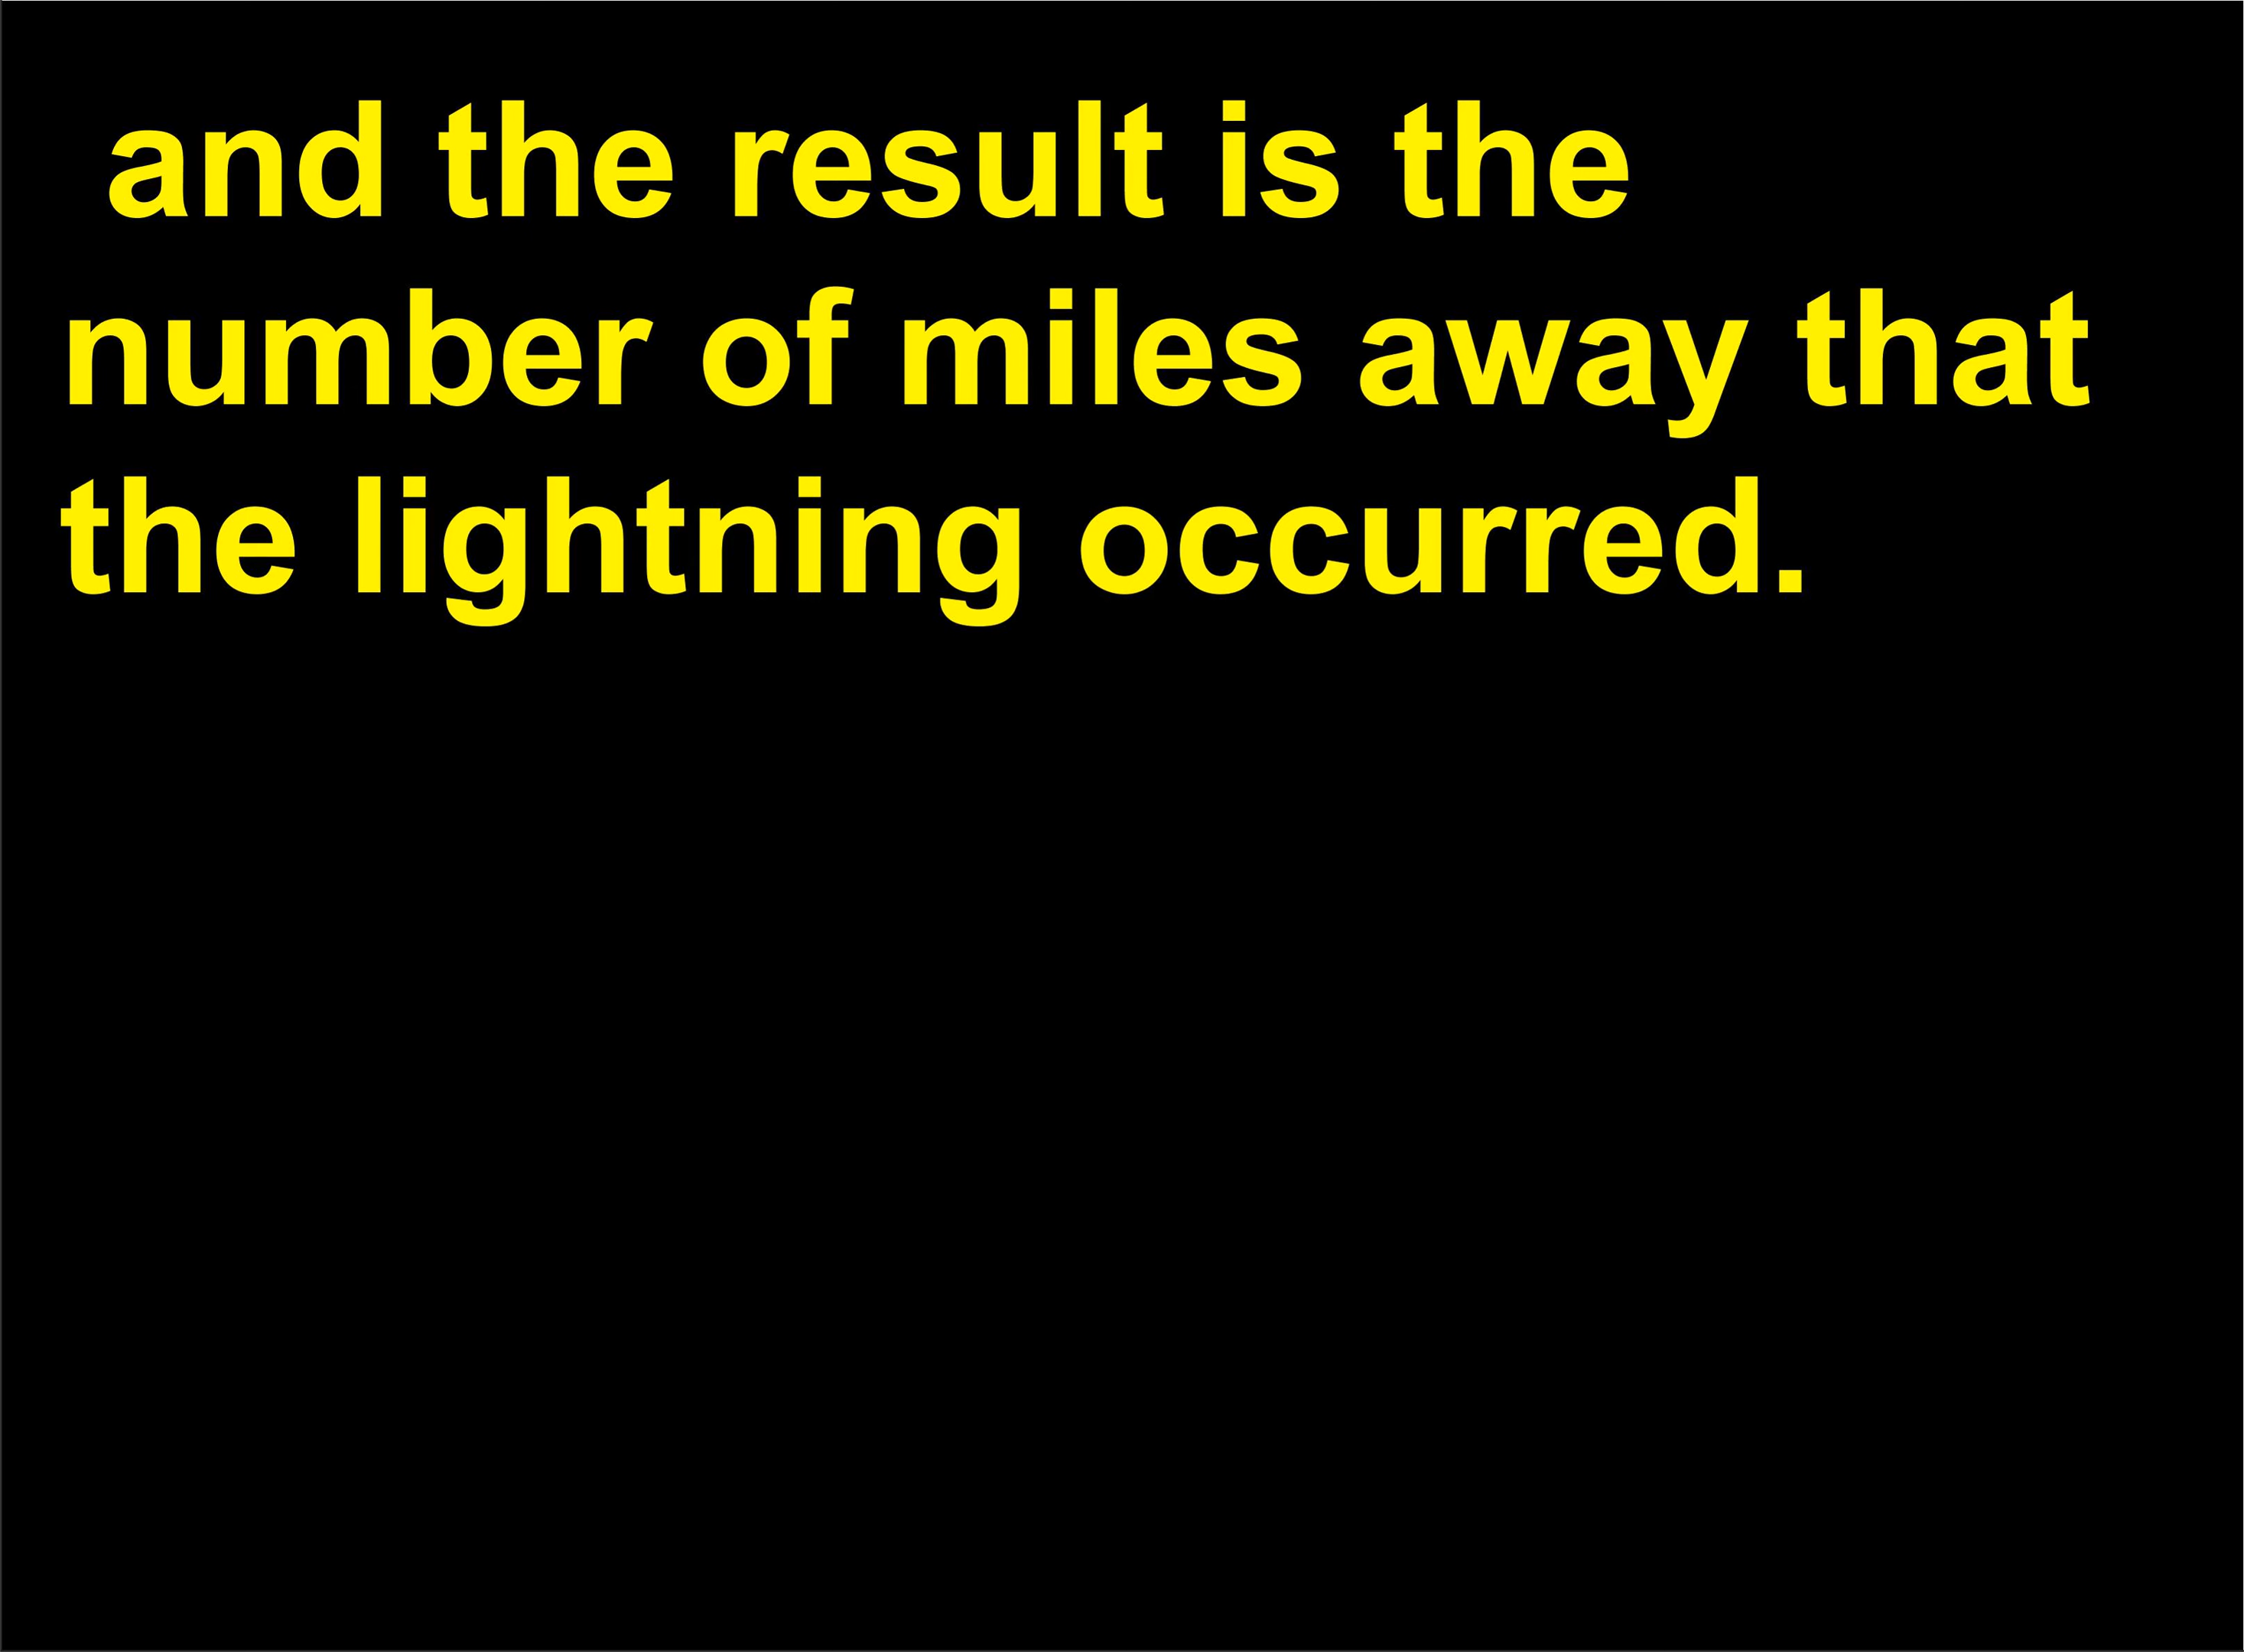 and the result is the
number of miles away that
the lightning occurred.